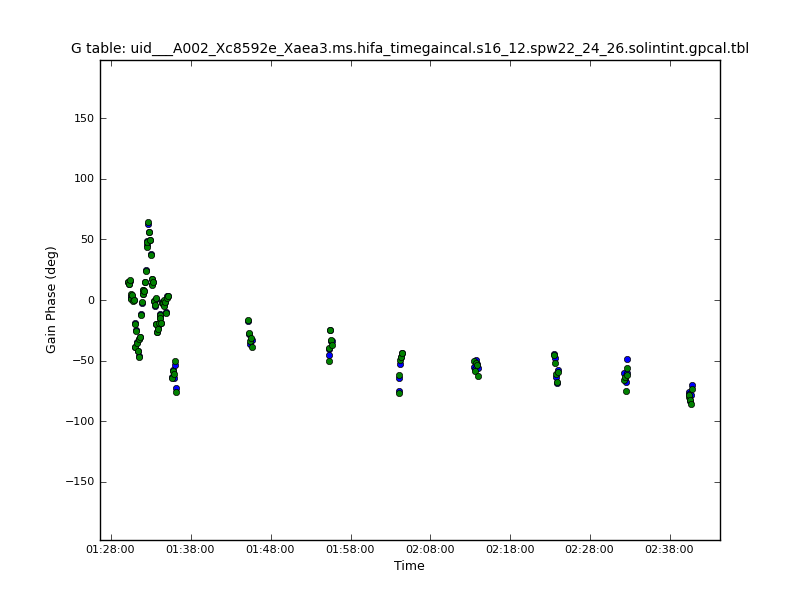 G table: uid___A002_Xc8592e_Xaea3.ms.hifa_timegaincal.s16_12.spw22_24_26.solintint.gpcal.tbl
150
100
50
0
−50
−100
−150
Gain Phase (deg)
01:28:00 01:38:00 01:48:00 01:58:00 02:08:00 02:18:00 02:28:00 02:38:00
Time